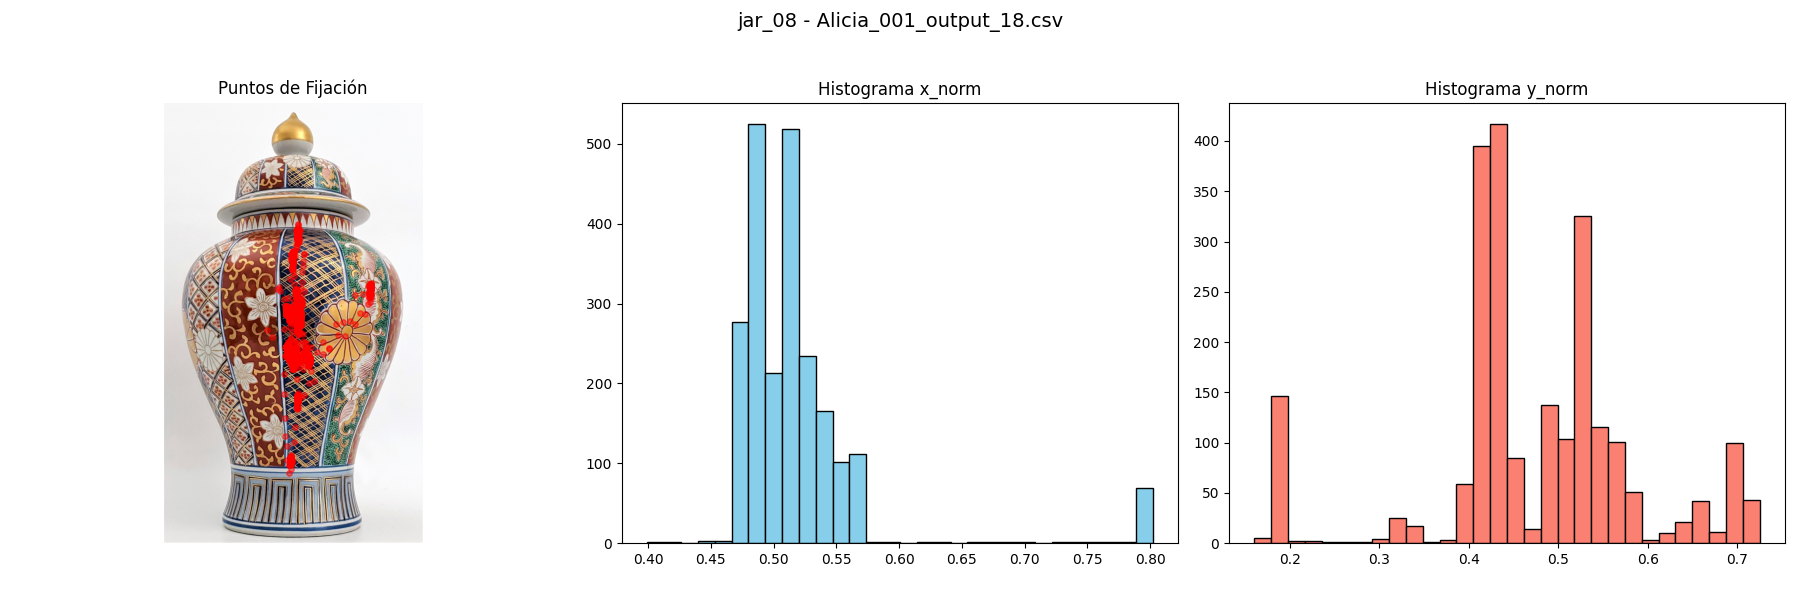 jar_08 - Alicia_001_output_18.csv
Puntos de Fijación
Histograma x_norm
500
400
300
200
100
0
0.40 0.45 0.50 0.55 0.60 0.65 0.70 0.75 0.80
Histograma y_norm
400
350
300
250
200
150
100
50
0
0.2 0.3 0.4 0.5 0.6 0.7